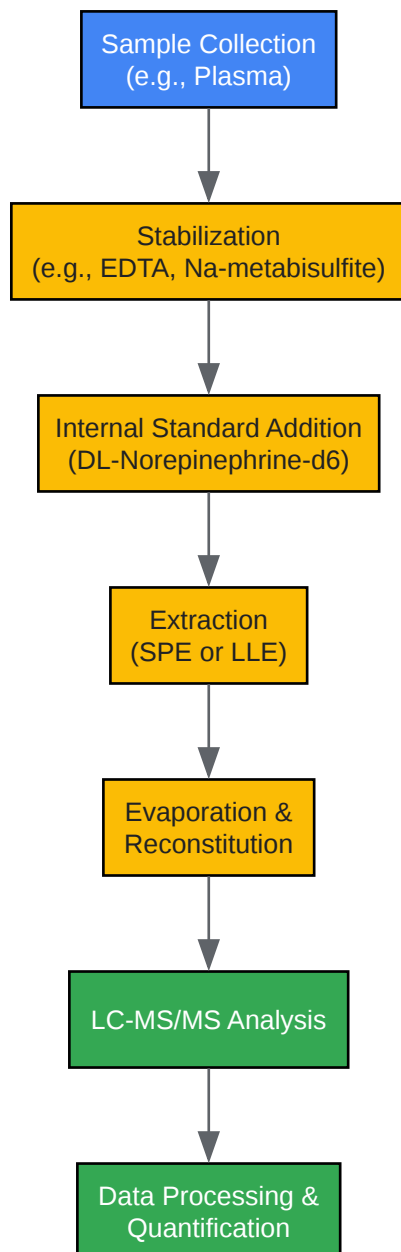 Sample Collection
(e.g., Plasma)
Stabilization
(e.g., EDTA, Na-metabisulfite)
Internal Standard Addition
(DL-Norepinephrine-d6)
Extraction
(SPE or LLE)
Evaporation &
Reconstitution
LC-MS/MS Analysis
Data Processing &
Quantification